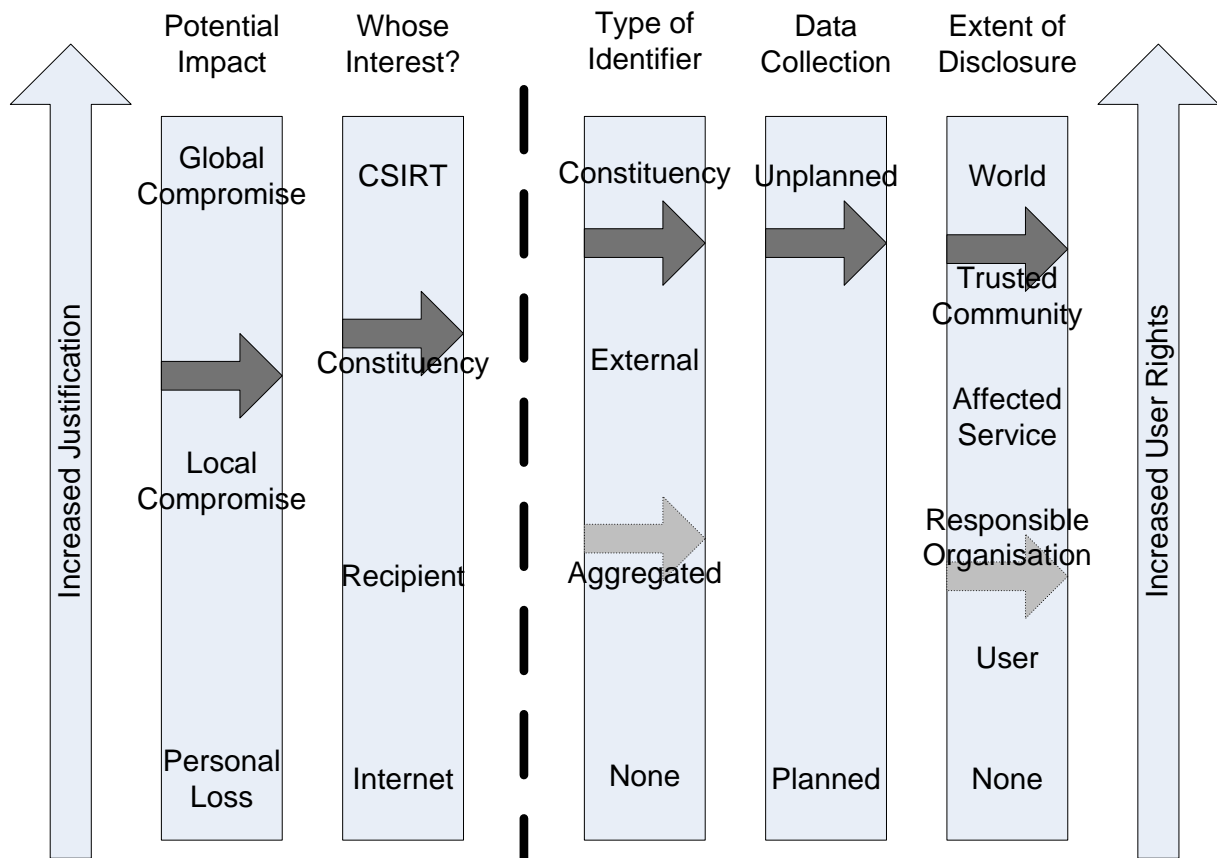 Potential
Impact
Whose
Interest?
Type of
Identifier
Data
Collection
Extent of
Disclosure
Increased Justification
Global
Compromise
Local
Compromise
Personal
Loss
CSIRT
Constituency
Recipient
Internet
Constituency
External
Aggregated
None
Unplanned
Planned
World
Trusted
Community
Affected
Service
Responsible
Organisation
User
None
Increased User Rights